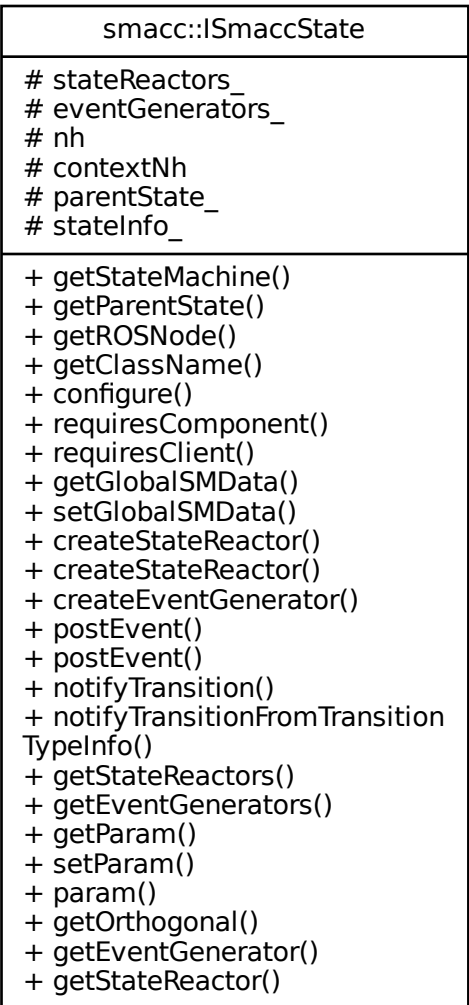 smacc::ISmaccState
# stateReactors_
# eventGenerators_
# nh
# contextNh
# parentState_
# stateInfo_
+ getStateMachine()
+ getParentState()
+ getROSNode()
+ getClassName()
+ configure()
+ requiresComponent()
+ requiresClient()
+ getGlobalSMData()
+ setGlobalSMData()
+ createStateReactor()
+ createStateReactor()
+ createEventGenerator()
+ postEvent()
+ postEvent()
+ notifyTransition()
+ notifyTransitionFromTransition
TypeInfo()
+ getStateReactors()
+ getEventGenerators()
+ getParam()
+ setParam()
+ param()
+ getOrthogonal()
+ getEventGenerator()
+ getStateReactor()